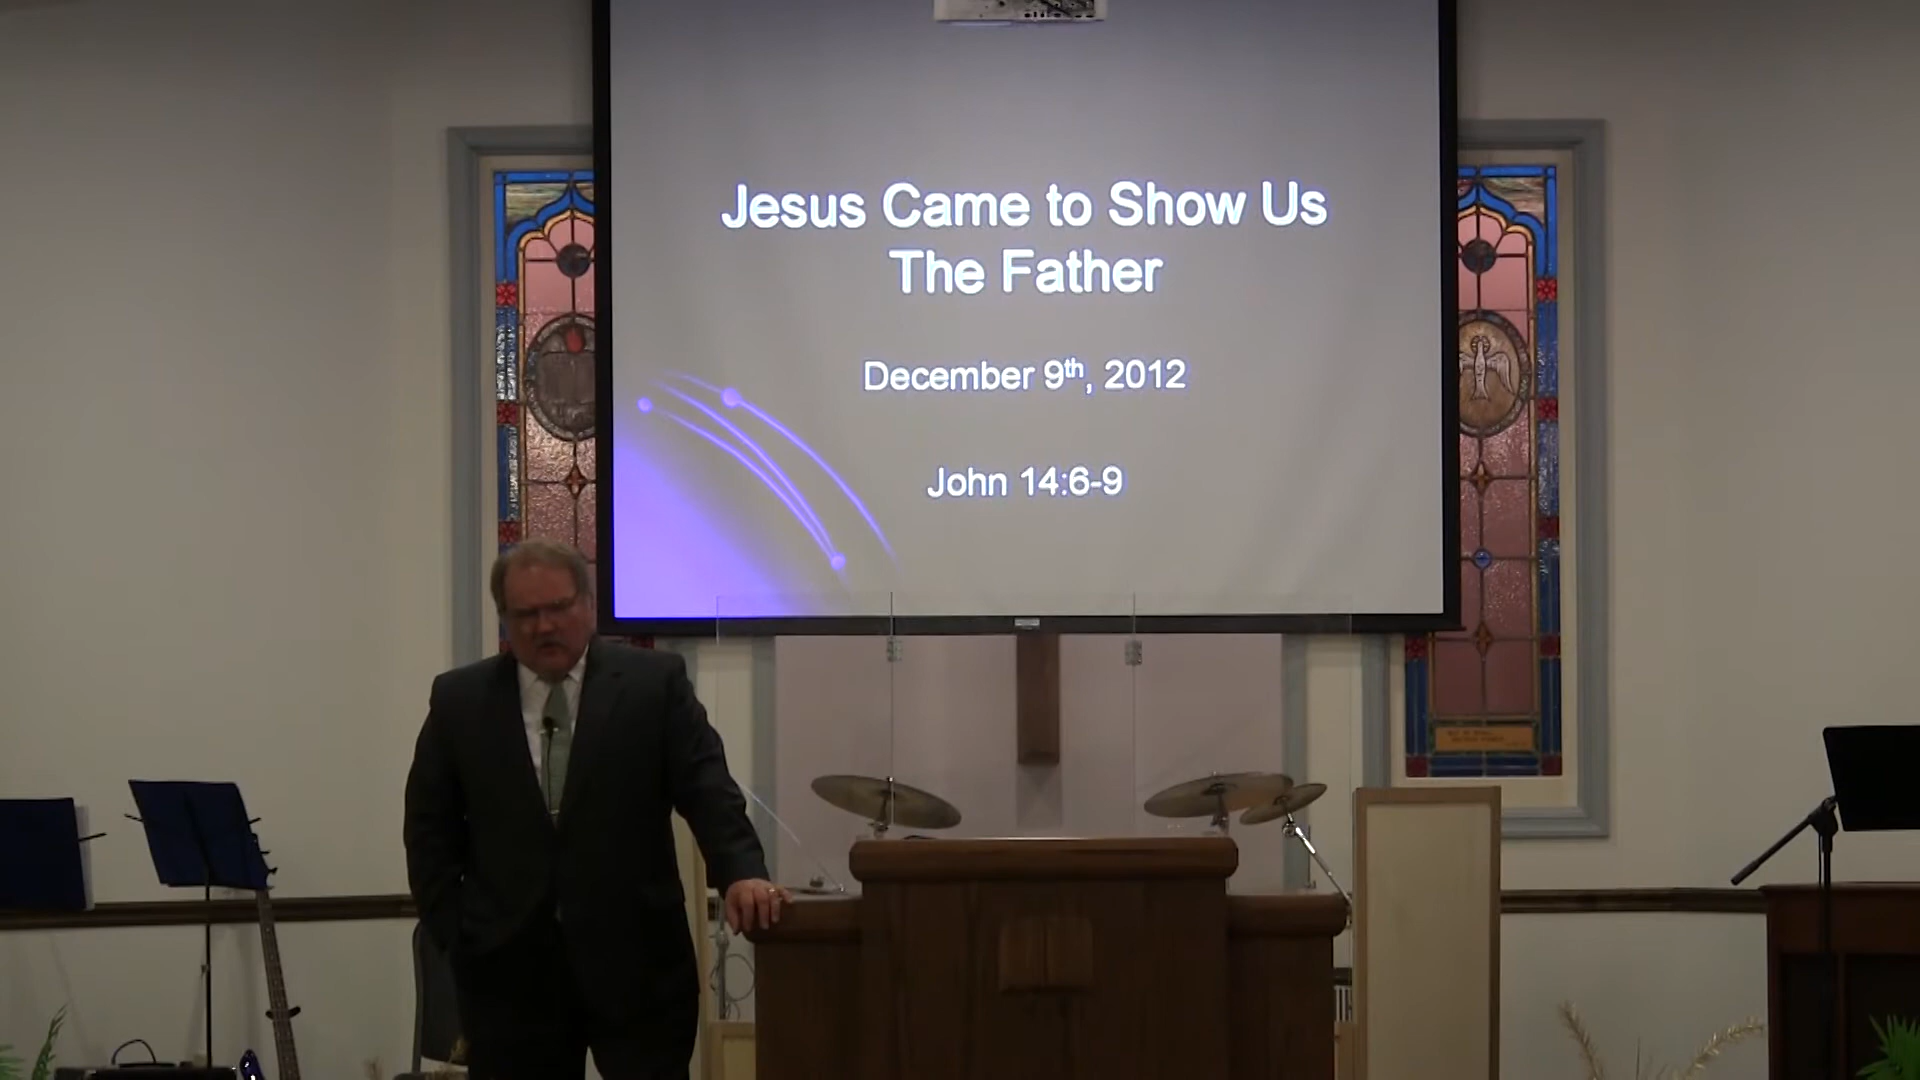 Jesus Came to Show Us
The Father
December 9th, 2012
John 14:6-9